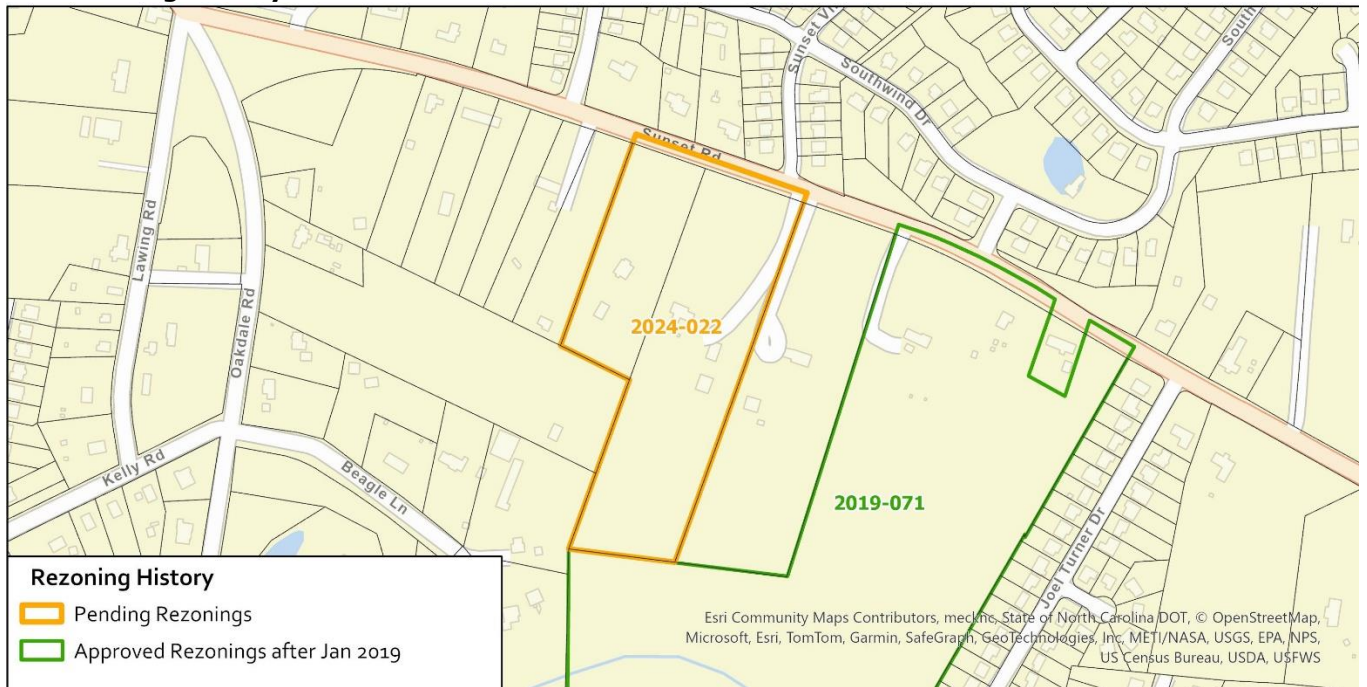 Sunset Rd
Sunset
Southwind Dr
South
Lawing Rd
Oakdale Rd
2024-022
2019-071
Kelly Rd
Beagle Ln
Joel Turner Dr
Rezoning History
Pending Rezonings
Approved Rezonings after Jan 2019
Esri Community Maps Contributors, mecknc, State of North Carolina DOT, © OpenStreetMap,
Microsoft, Esri, TomTom, Garmin, SafeGraph, GeoTechnologies, Inc, METI/NASA, USGS, EPA, NPS,
US Census Bureau, USDA, USFWS